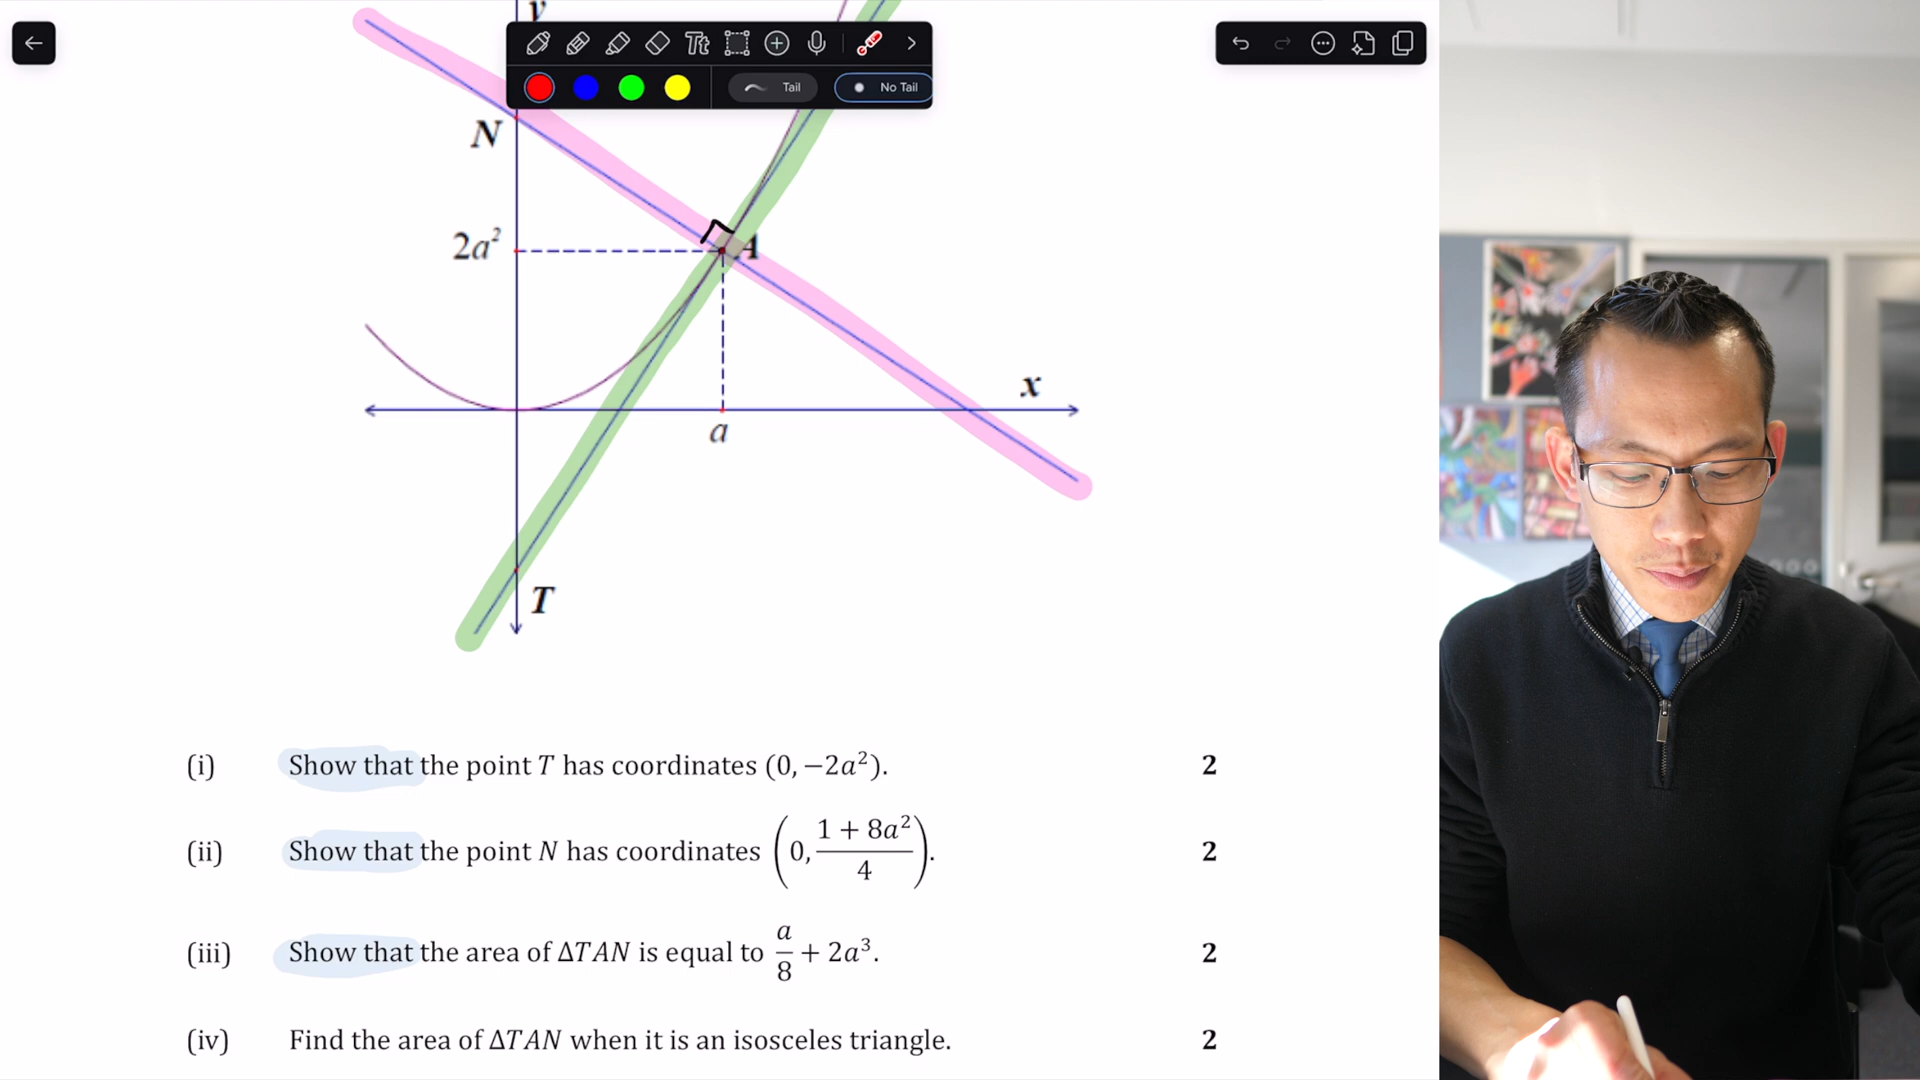 y
Tt
Tail
No Tail
N
2a²
A
x
a
T
(i) Show that the point T has coordinates (0, −2a²). 2
(ii) Show that the point N has coordinates (0, (1 + 8a²)/4). 2
(iii) Show that the area of ΔTAN is equal to a/8 + 2a³. 2
(iv) Find the area of ΔTAN when it is an isosceles triangle. 2